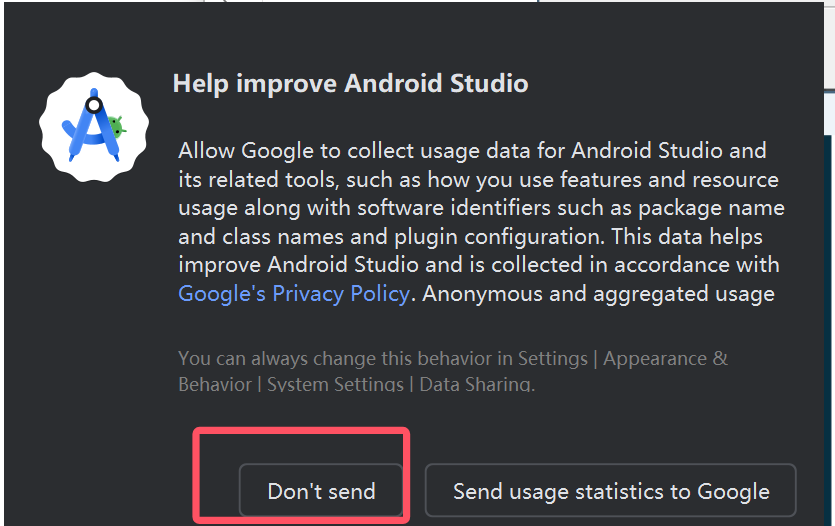 Help improve Android Studio
Allow Google to collect usage data for Android Studio and
its related tools, such as how you use features and resource
usage along with software identifiers such as package name
and class names and plugin configuration. This data helps
improve Android Studio and is collected in accordance with
Google's Privacy Policy. Anonymous and aggregated usage
You can always change this behavior in Settings | Appearance &
Behavior | System Settings | Data Sharing.
Don't send
Send usage statistics to Google